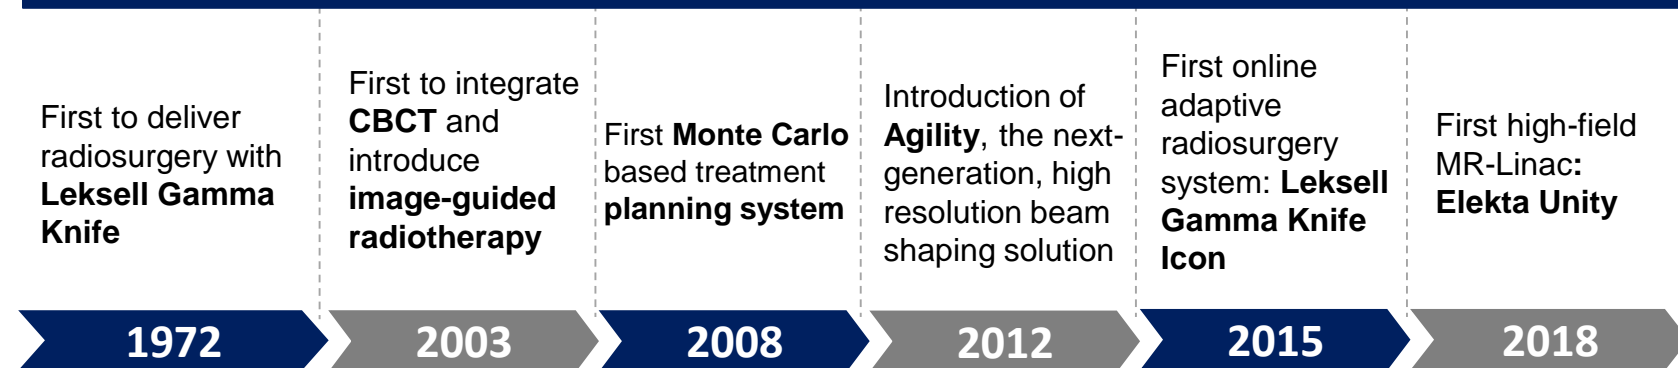 First to deliver
radiosurgery with
Leksell Gamma
Knife
First to integrate
CBCT and
introduce
image-guided
radiotherapy
First Monte Carlo
based treatment
planning system
Introduction of
Agility, the next-
generation, high
resolution beam
shaping solution
First online
adaptive
radiosurgery
system: Leksell
Gamma Knife
Icon
First high-field
MR-Linac:
Elekta Unity
1972
2003
2008
2012
2015
2018